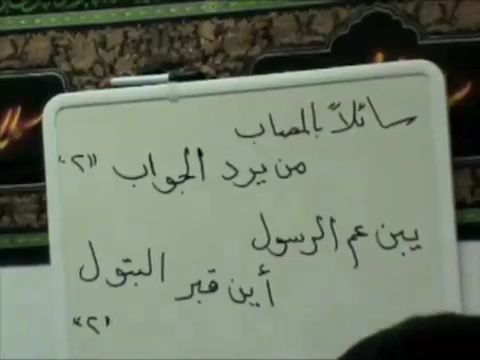 سائلاً بالمصاب
من يرد الجواب "٢"
يبن عم الرسول
أين قبر البتول
"٢"